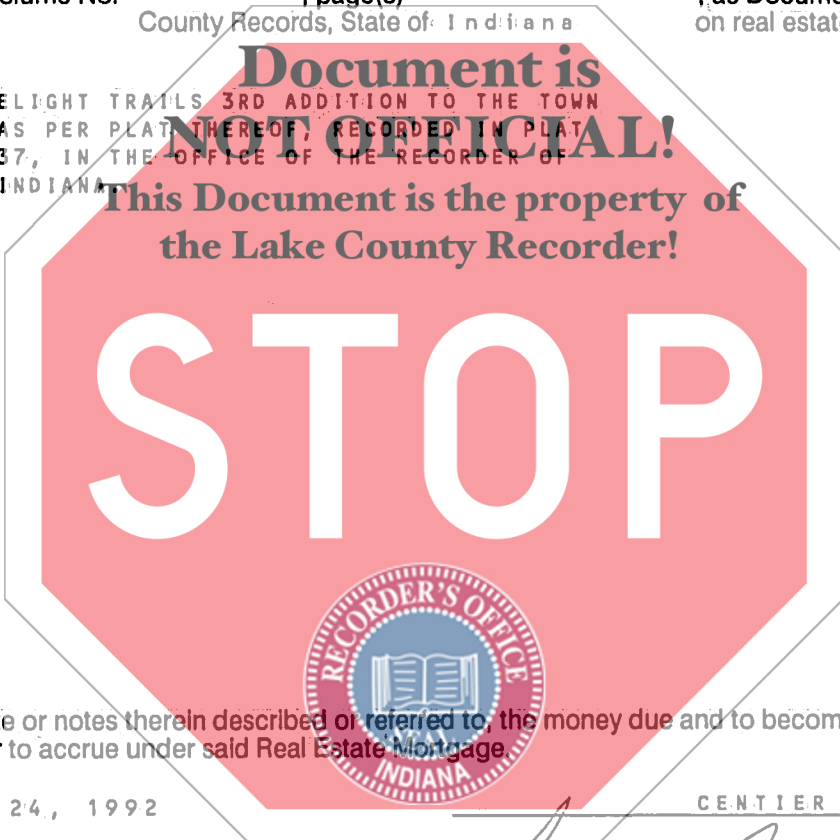 County Records, State of Indiana
on real estat
Document is
ELIGHT TRAILS 3RD ADDITION TO THE TOWN
AS PER PLAT THEREOF, RECORDED IN PLAT
NOT OFFICIAL!
37, IN THE OFFICE OF THE RECORDER OF
INDIANA.
This Document is the property of
the Lake County Recorder!
STOP
RECORDER'S OFFICE
SEAL
INDIANA
e or notes therein described or referred to, the money due and to becom
to accrue under said Real Estate Mortgage.
24, 1992
CENTIER